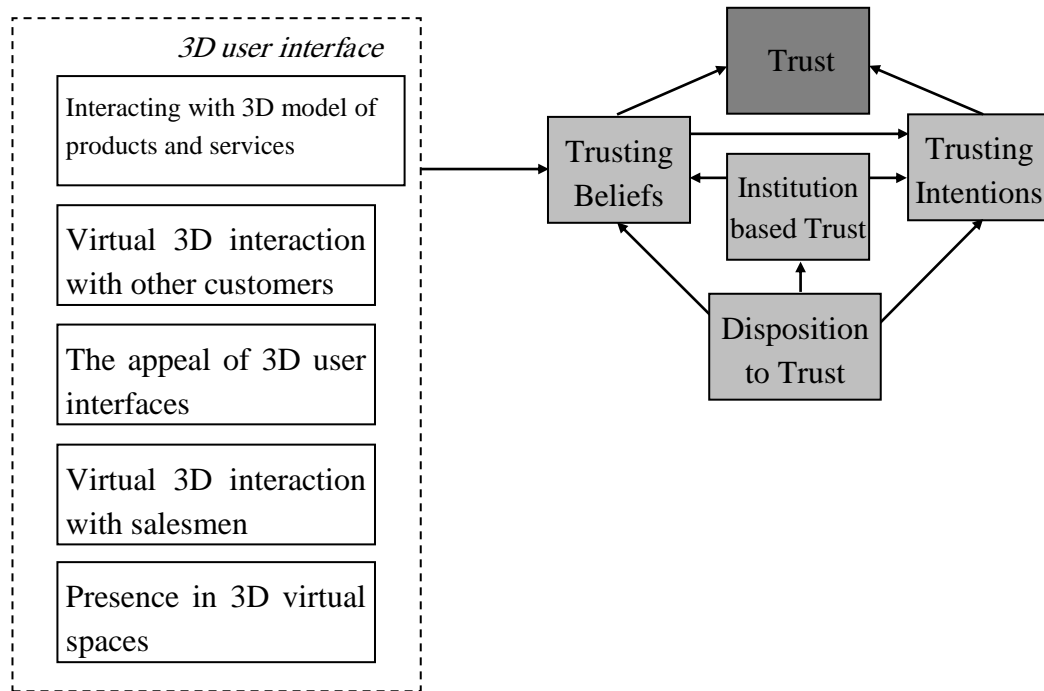 3D user interface
Interacting with 3D model of
products and services
Virtual 3D interaction
with other customers
The appeal of 3D user
interfaces
Virtual 3D interaction
with salesmen
Presence in 3D virtual
spaces
Trust
Trusting
Beliefs
Institution
based Trust
Trusting
Intentions
Disposition
to Trust